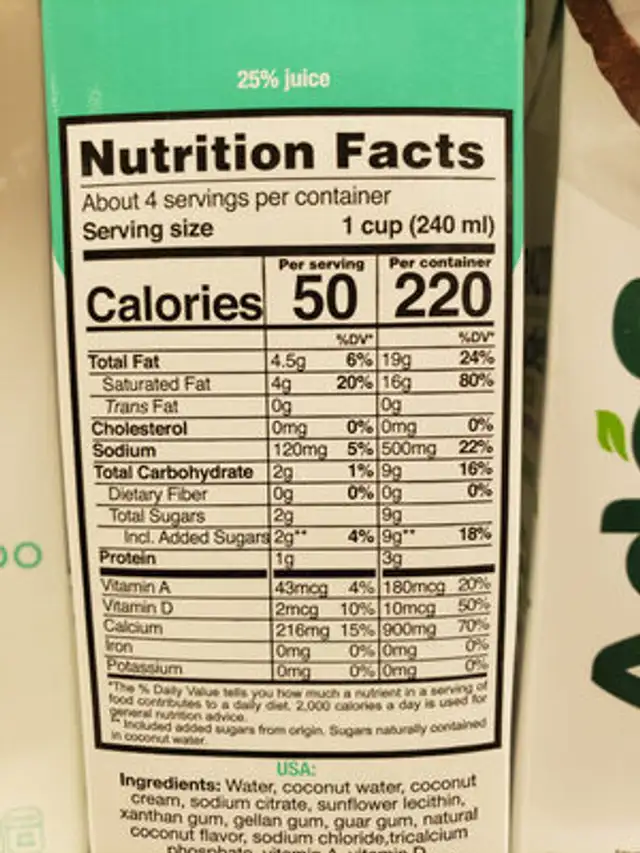 25% juice
Nutrition Facts
About 4 servings per container
Serving size 1 cup (240 ml)
Per serving Per container
Calories 50 220
%DV* %DV*
Total Fat 4.5g 6% 19g 24%
Saturated Fat 4g 20% 16g 80%
Trans Fat 0g 0g
Cholesterol 0mg 0% 0mg 0%
Sodium 120mg 5% 500mg 22%
Total Carbohydrate 2g 1% 9g 16%
Dietary Fiber 0g 0% 0g 0%
Total Sugars 2g 9g
Incl. Added Sugars 2g** 4% 9g** 18%
Protein 1g 3g
Vitamin A 43mcg 4% 180mcg 20%
Vitamin D 2mcg 10% 10mcg 50%
Calcium 216mg 15% 900mg 70%
Iron 0mg 0% 0mg 0%
Potassium 0mg 0% 0mg 0%
*The % Daily Value tells you how much a nutrient in a serving of
food contributes to a daily diet. 2,000 calories a day is used for
general nutrition advice.
** Included added sugars from origin. Sugars naturally contained
in coconut water.
USA:
Ingredients: Water, coconut water, coconut
cream, sodium citrate, sunflower lecithin,
xanthan gum, gellan gum, guar gum, natural
coconut flavor, sodium chloride,tricalcium
phosphate, vitamin A, vitamin D